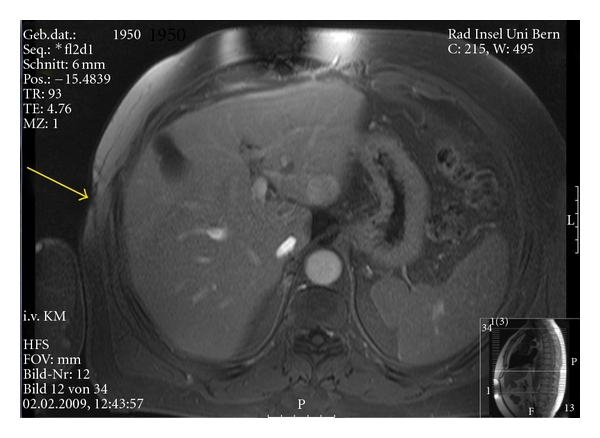 Geb.dat.: 1950 1950
Seq.: *fl2d1
Schnitt: 6 mm
Pos.: −15.4839
TR: 93
TE: 4.76
MZ: 1
Rad Insel Uni Bern
C: 215, W: 495
L
i.v. KM
HFS
FOV: mm
Bild-Nr: 12
Bild 12 von 34
02.02.2009, 12:43:57
P
1(3)
34
P
1
F
13